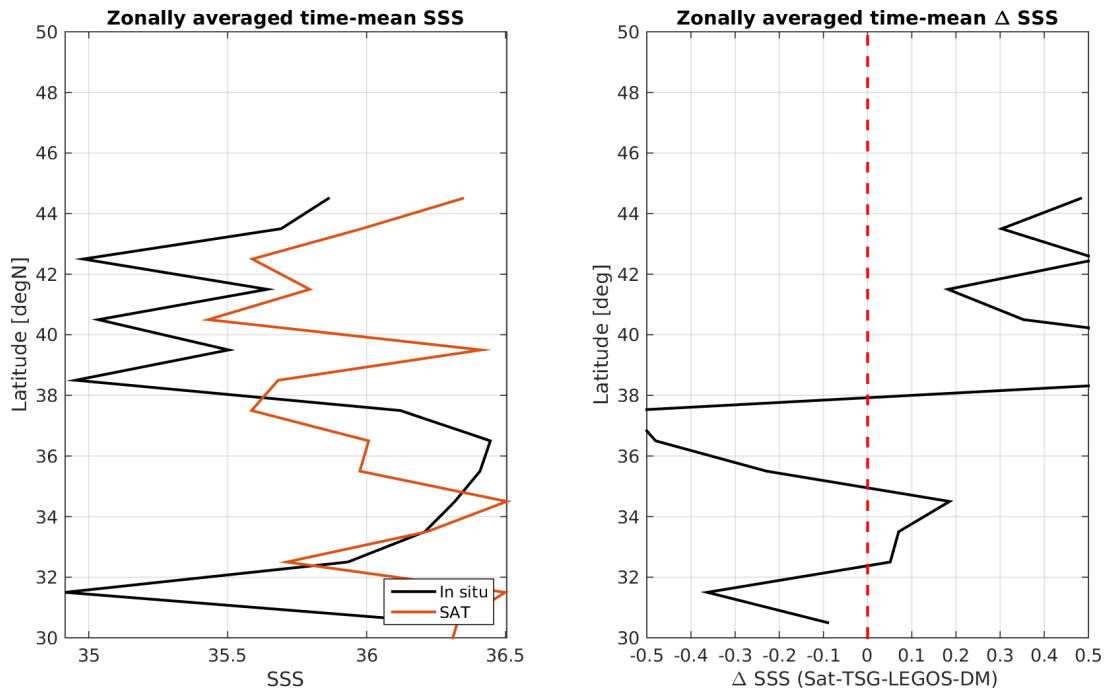 Zonally averaged time-mean SSS
50
48
46
44
42
40
38
36
34
32
30
Latitude [degN]
35
35.5
36
36.5
SSS
In situ
SAT
Zonally averaged time-mean Δ SSS
50
48
46
44
42
40
38
36
34
32
30
Latitude [deg]
-0.5 -0.4 -0.3 -0.2 -0.1 0 0.1 0.2 0.3 0.4 0.5
Δ SSS (Sat-TSG-LEGOS-DM)